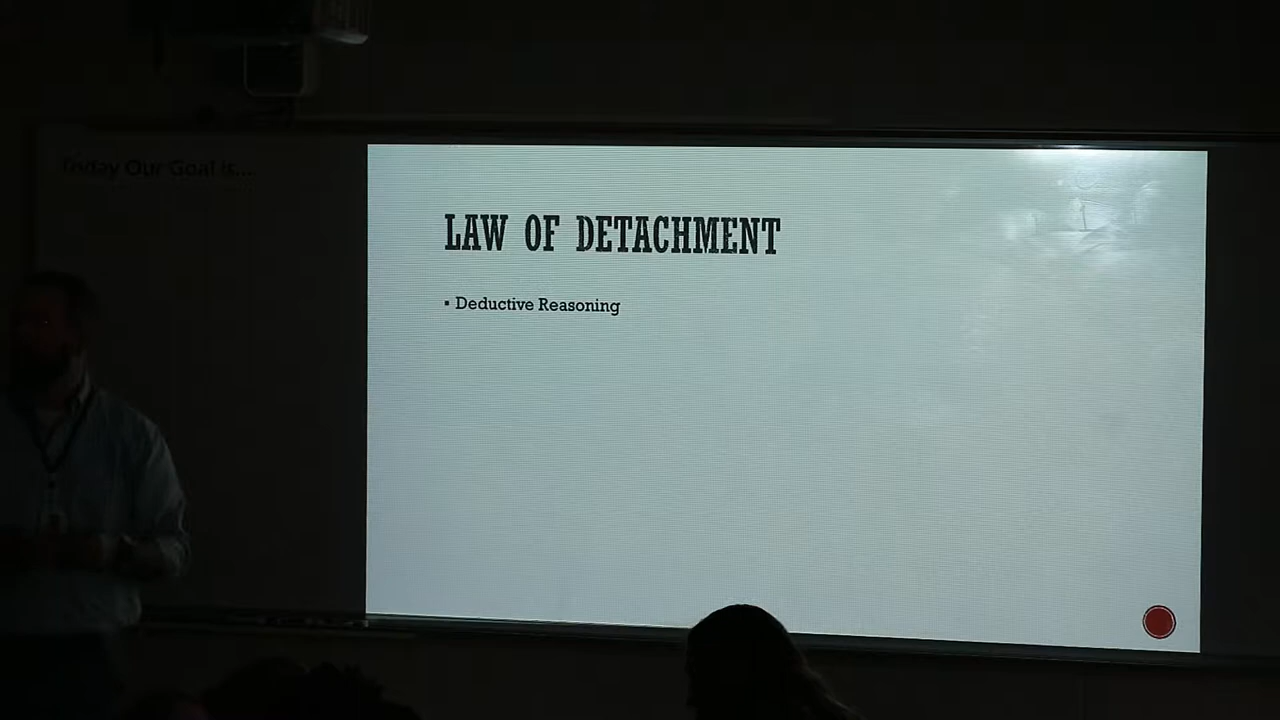 Today Our Goal is....
LAW OF DETACHMENT
▪ Deductive Reasoning